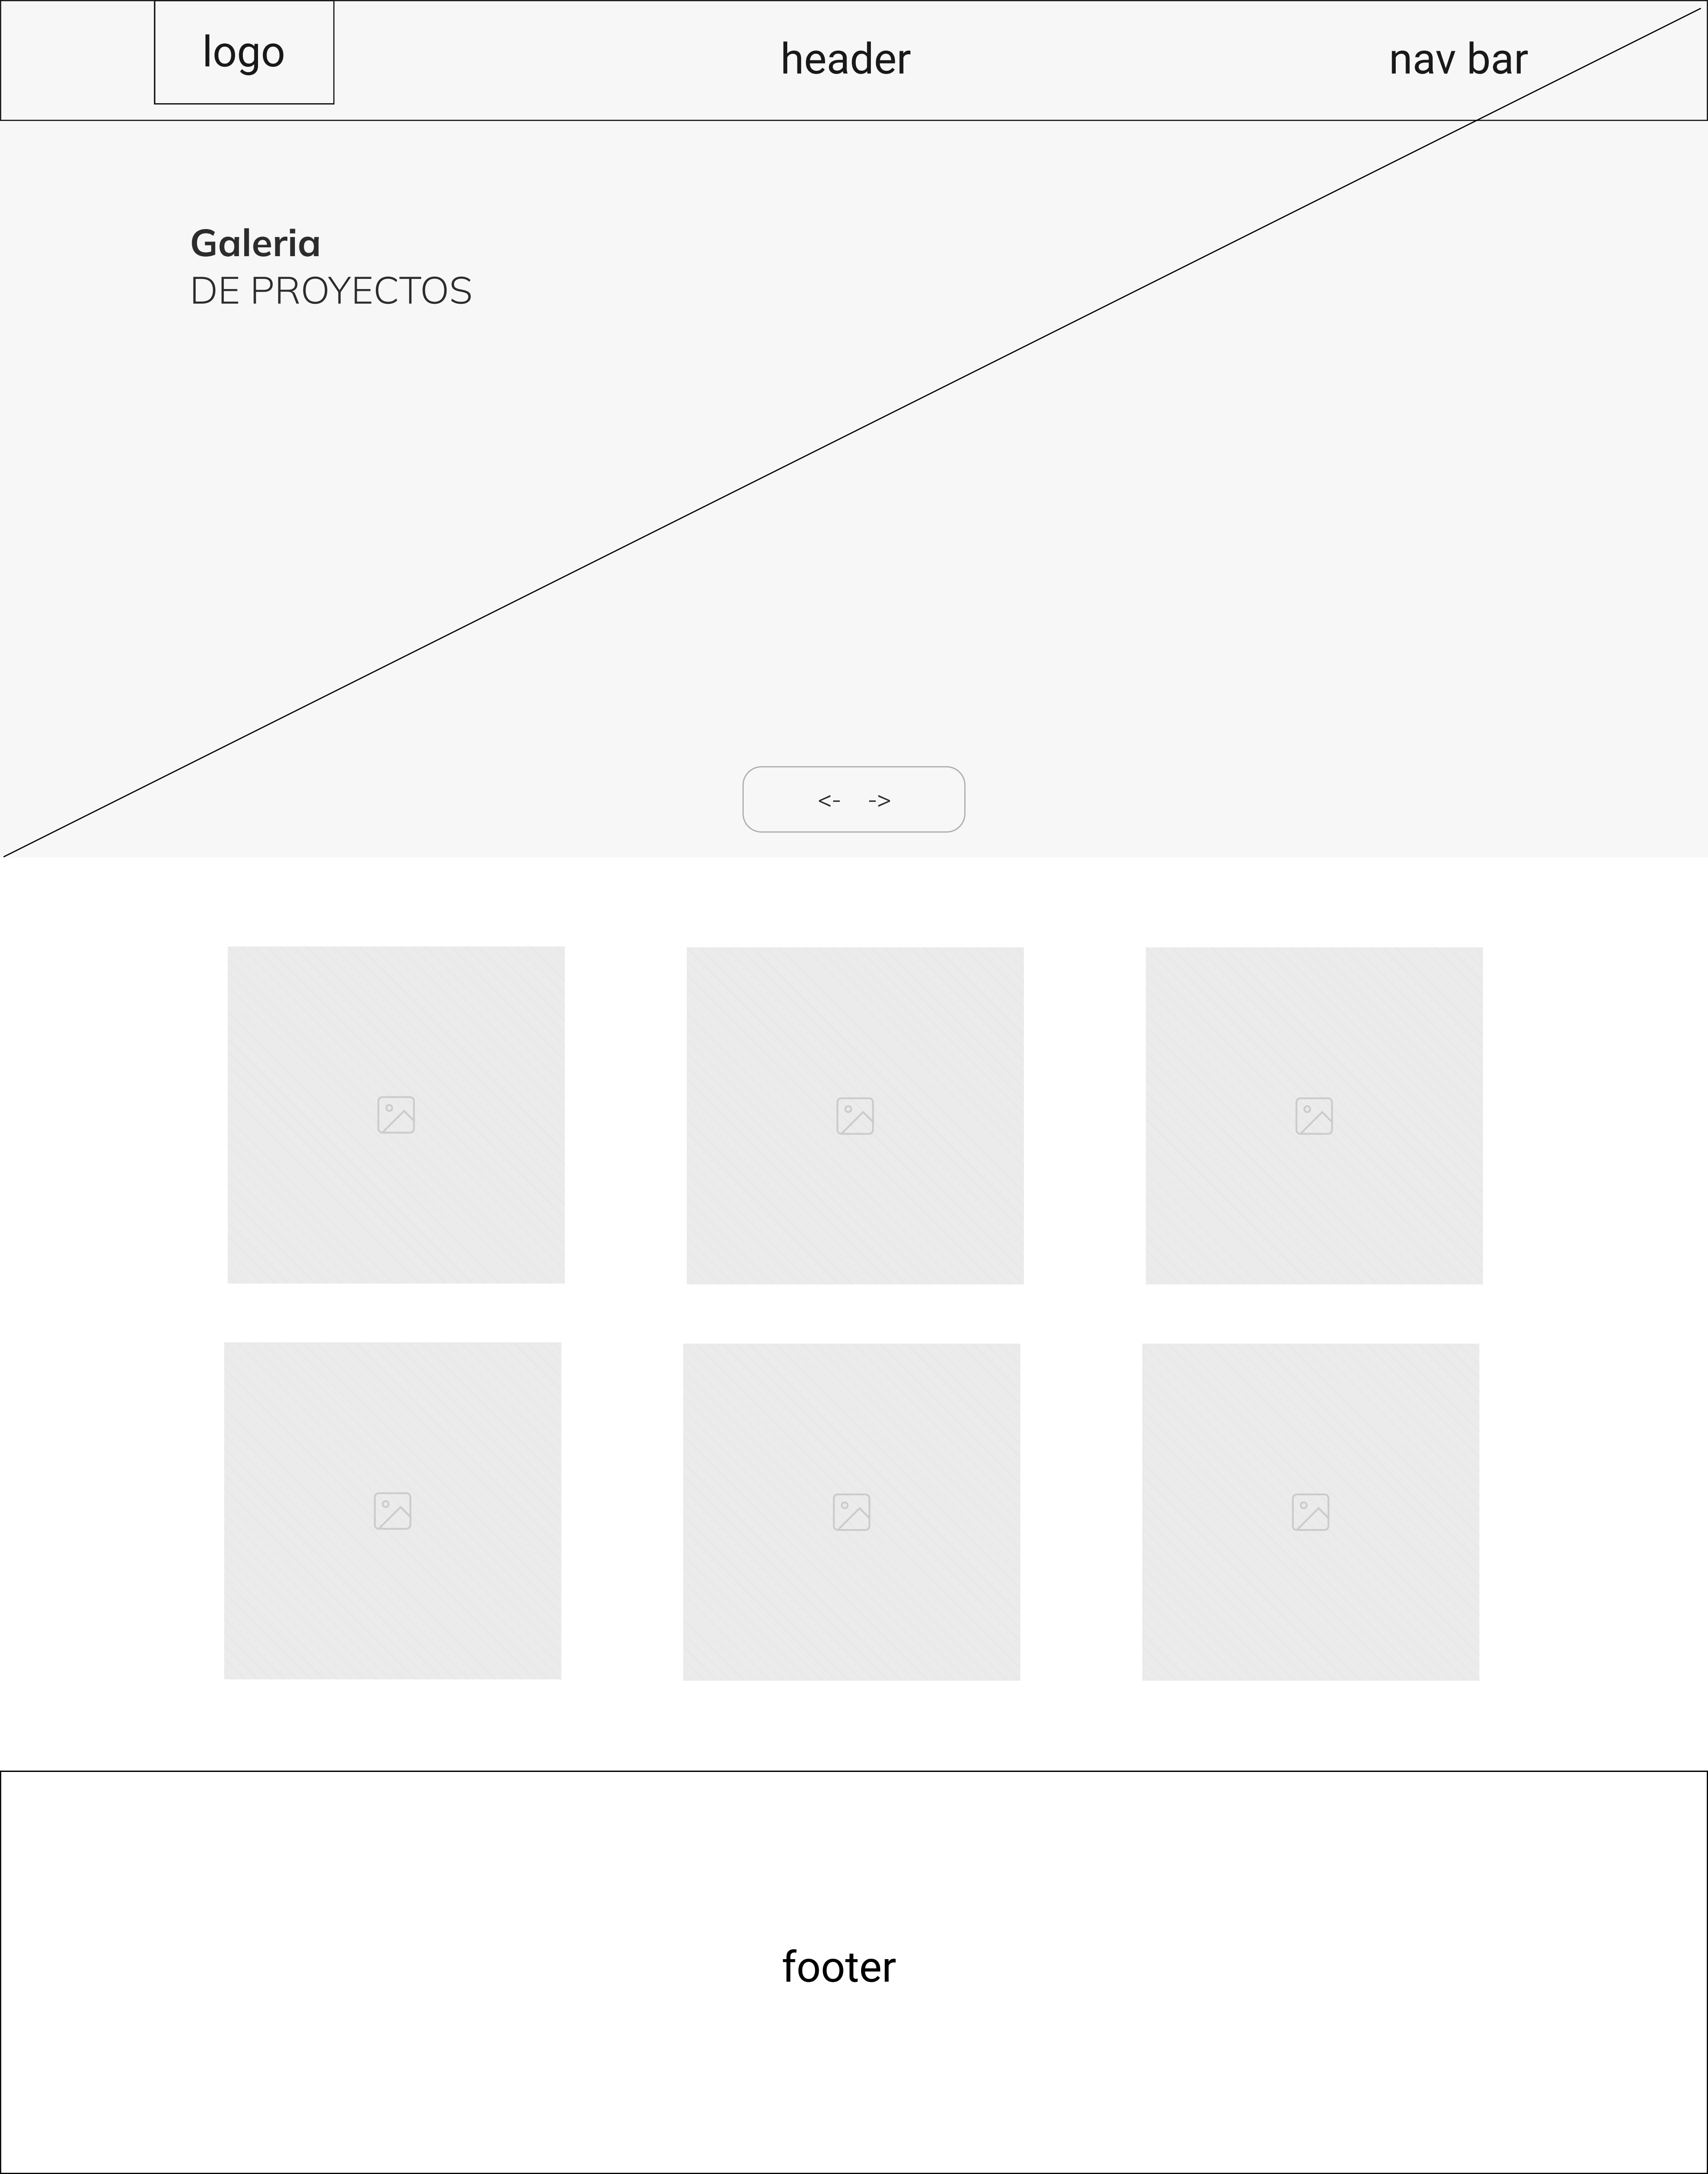 logo
header
nav bar
Galeria
DE PROYECTOS
<- ->
footer